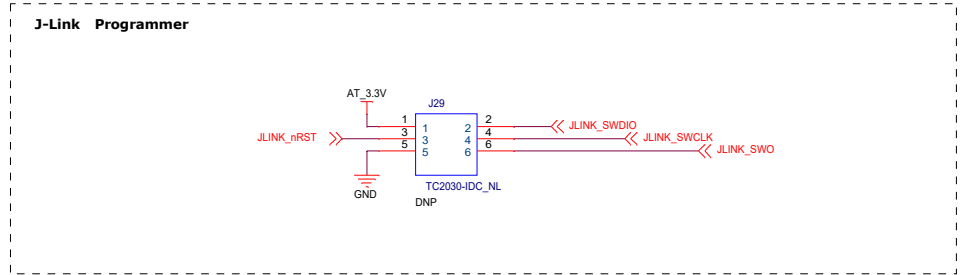 J-Link Programmer
AT_3.3V
J29
1 1 2 2 JLINK_SWDIO
JLINK_nRST 3 3 4 4 JLINK_SWCLK
5 5 6 6 JLINK_SWO
GND
TC2030-IDC_NL
DNP